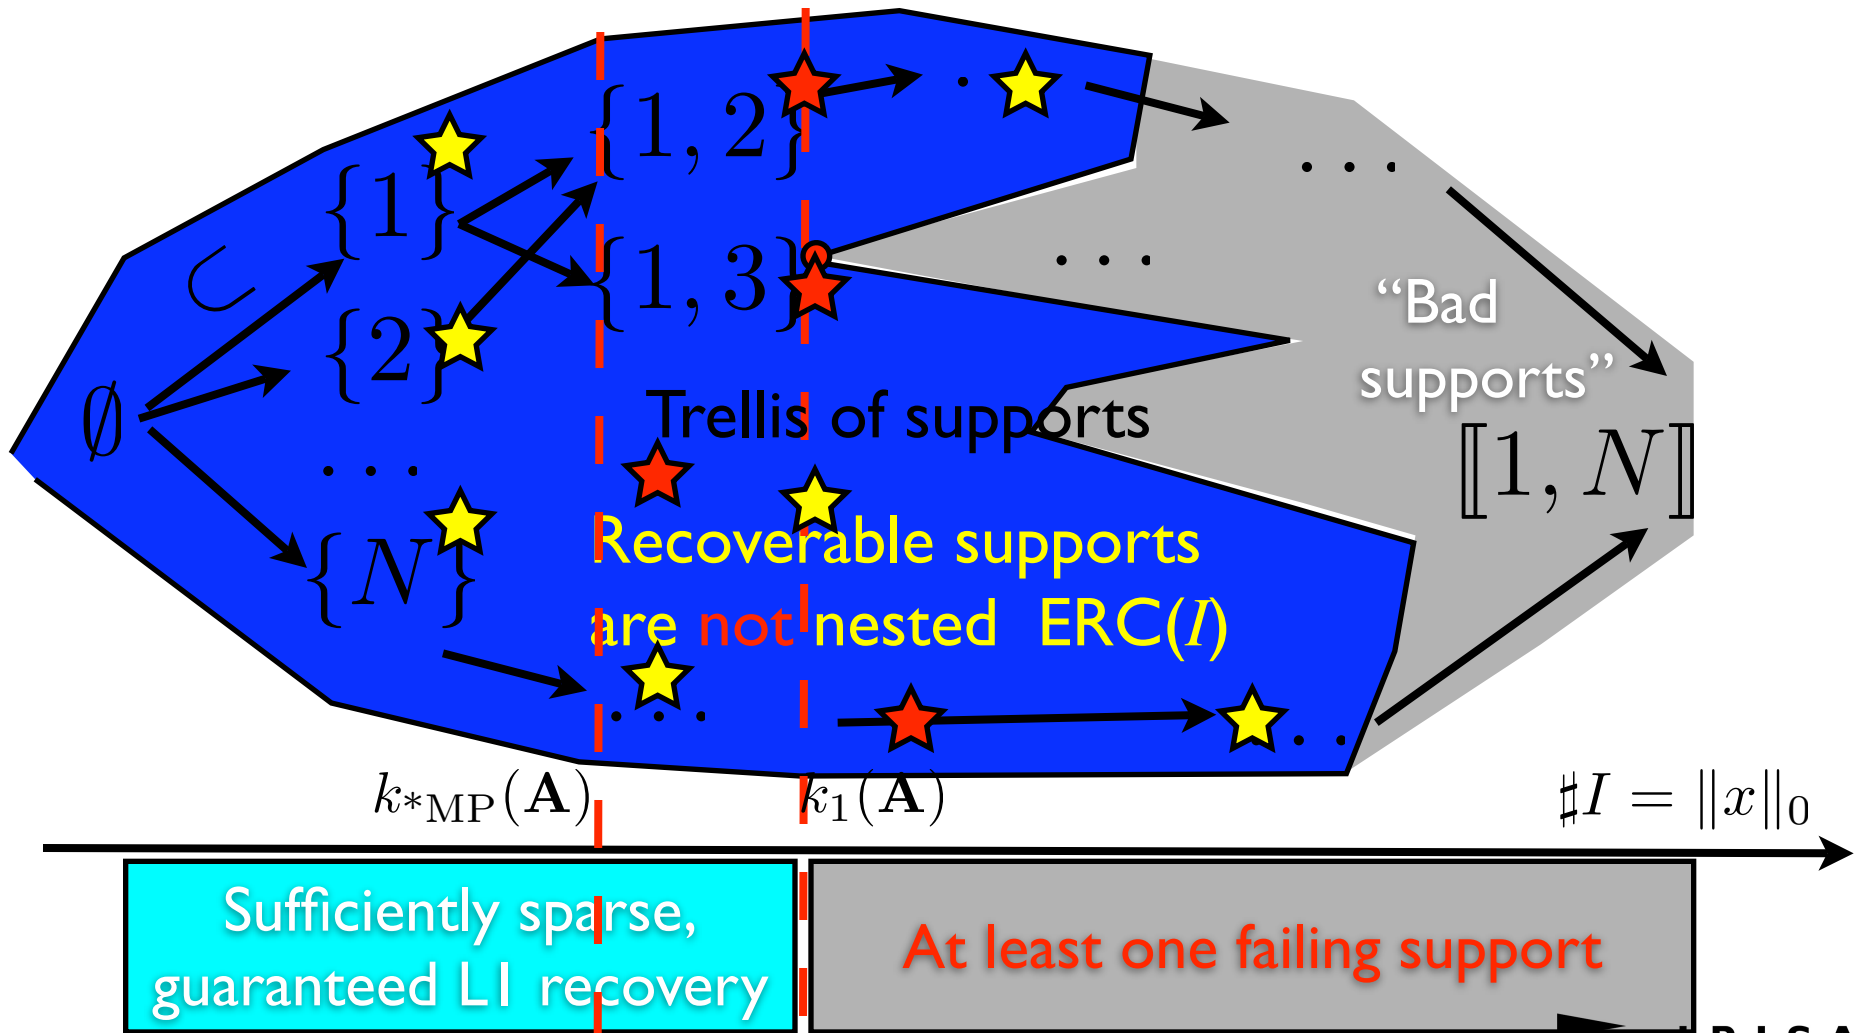 {1}
{1, 2}
⊂
{1, 3}
{2}
∅
...
{N}
...
...
...
...
...
Trellis of supports
“Bad
supports”
⟦1, N⟧
Recoverable supports
are not nested ERC(I)
k*MP(A)
k₁(A)
♯I = ‖x‖₀
Sufficiently sparse,
guaranteed L1 recovery
At least one failing support